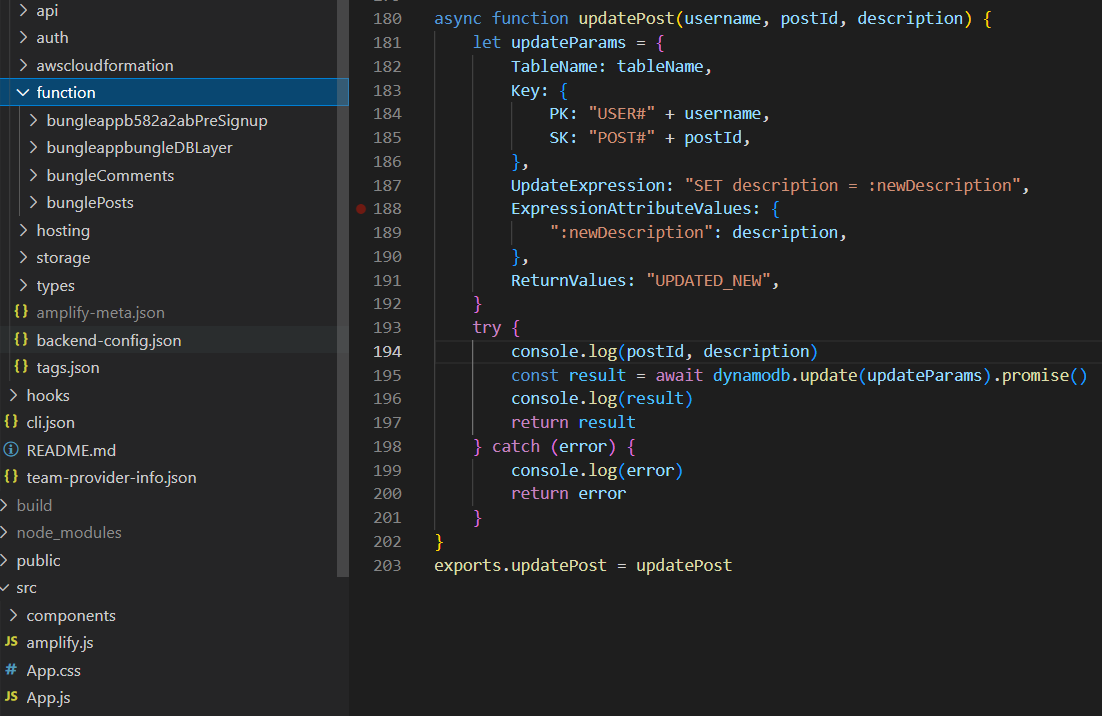 api
auth
awscloudformation
function
bungleappb582a2abPreSignup
bungleappbungleDBLayer
bungleComments
bunglePosts
hosting
storage
types
{} amplify-meta.json
{} backend-config.json
{} tags.json
hooks
{} cli.json
README.md
{} team-provider-info.json
build
node_modules
public
src
components
JS amplify.js
# App.css
JS App.js
180 async function updatePost(username, postId, description) {
181 let updateParams = {
182 TableName: tableName,
183 Key: {
184 PK: "USER#" + username,
185 SK: "POST#" + postId,
186 },
187 UpdateExpression: "SET description = :newDescription",
188 ExpressionAttributeValues: {
189 ":newDescription": description,
190 },
191 ReturnValues: "UPDATED_NEW",
192 }
193 try {
194 console.log(postId, description)
195 const result = await dynamodb.update(updateParams).promise()
196 console.log(result)
197 return result
198 } catch (error) {
199 console.log(error)
200 return error
201 }
202 }
203 exports.updatePost = updatePost